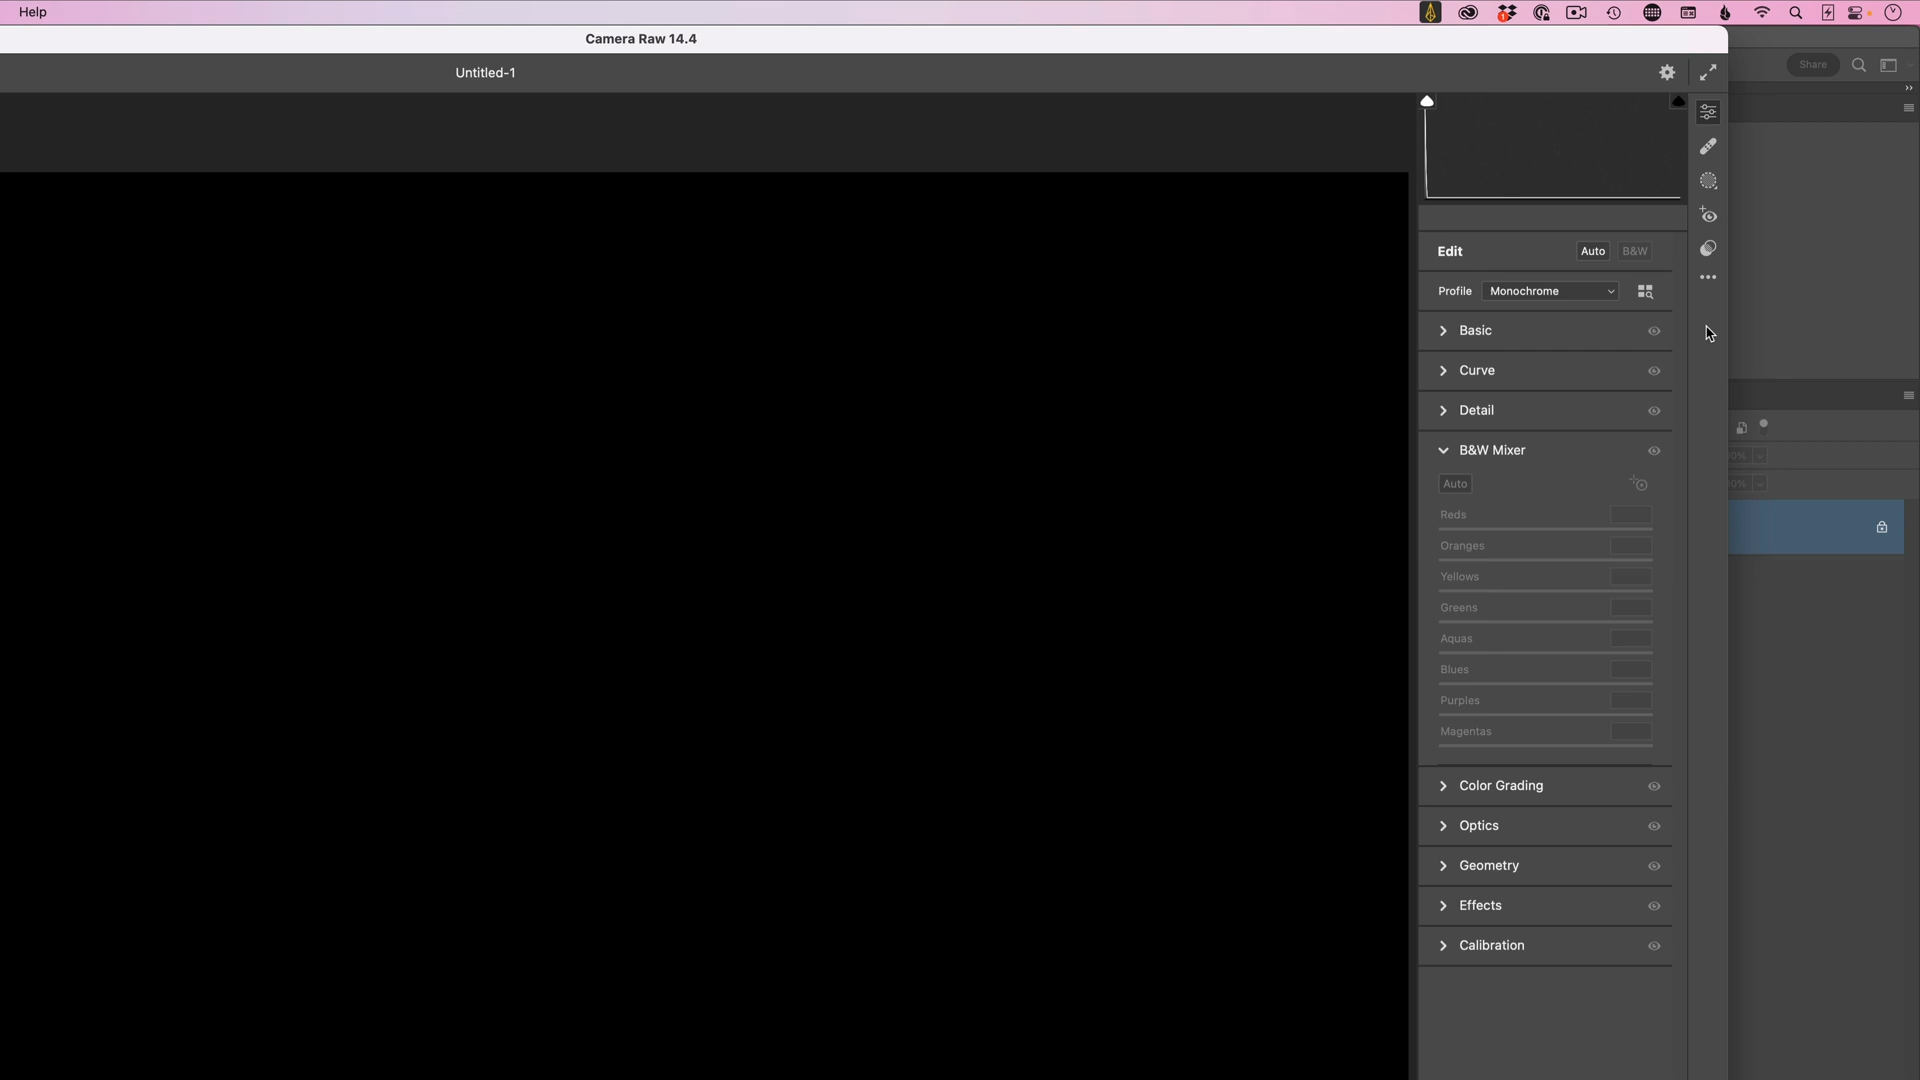 Help
Camera Raw 14.4
Untitled-1
Share
Edit
Auto
B&W
Profile
Monochrome
Basic
Curve
Detail
B&W Mixer
Auto
Reds
Oranges
Yellows
Greens
Aquas
Blues
Purples
Magentas
Color Grading
Optics
Geometry
Effects
Calibration